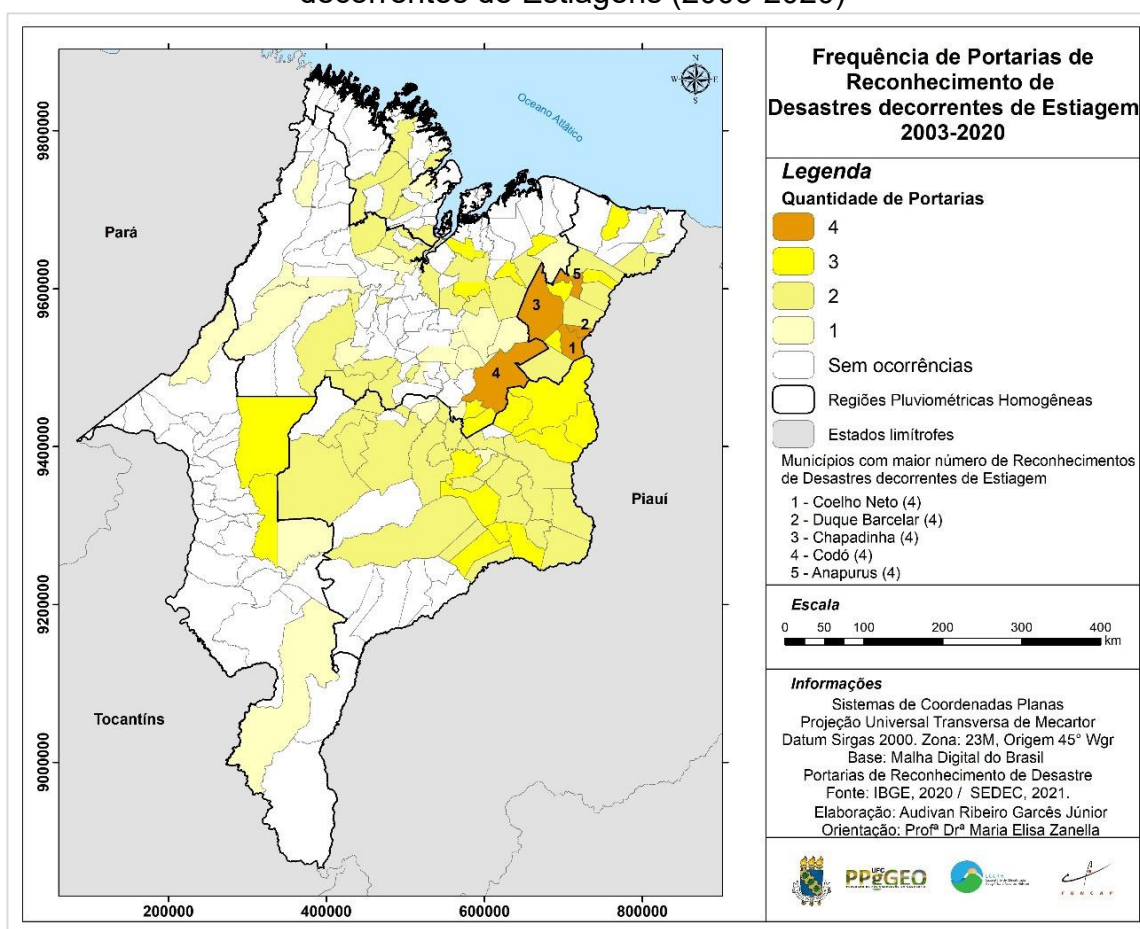 decorrentes de Estiagens (2003-2020)
Frequência de Portarias de
Reconhecimento de
Desastres decorrentes de Estiagem
2003-2020
Legenda
Quantidade de Portarias
4
3
2
1
Sem ocorrências
Regiões Pluviométricas Homogêneas
Estados limítrofes
Municípios com maior número de Reconhecimentos
de Desastres decorrentes de Estiagem
1 - Coelho Neto (4)
2 - Duque Barcelar (4)
3 - Chapadinha (4)
4 - Codó (4)
5 - Anapurus (4)
Escala
0 50 100 200 300 400
km
Informações
Sistemas de Coordenadas Planas
Projeção Universal Transversa de Mecartor
Datum Sirgas 2000. Zona: 23M, Origem 45° Wgr
Base: Malha Digital do Brasil
Portarias de Reconhecimento de Desastre
Fonte: IBGE, 2020 / SEDEC, 2021.
Elaboração: Audivan Ribeiro Garcês Júnior
Orientação: Profª Drª Maria Elisa Zanella
UFC
PPgGEO
FUNCAP
N
W E
S
Oceano Atlâtico
Pará
Piauí
Tocantíns
5
3
2
1
4
9800000
9600000
9400000
9200000
9000000
200000 400000 600000 800000